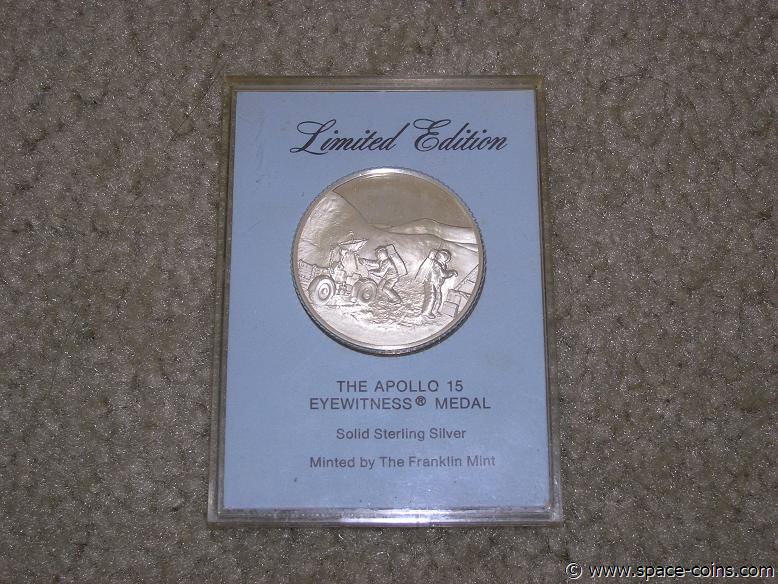 Limited Edition
THE APOLLO 15
EYEWITNESS® MEDAL
Solid Sterling Silver
Minted by The Franklin Mint
© www.space-coins.com